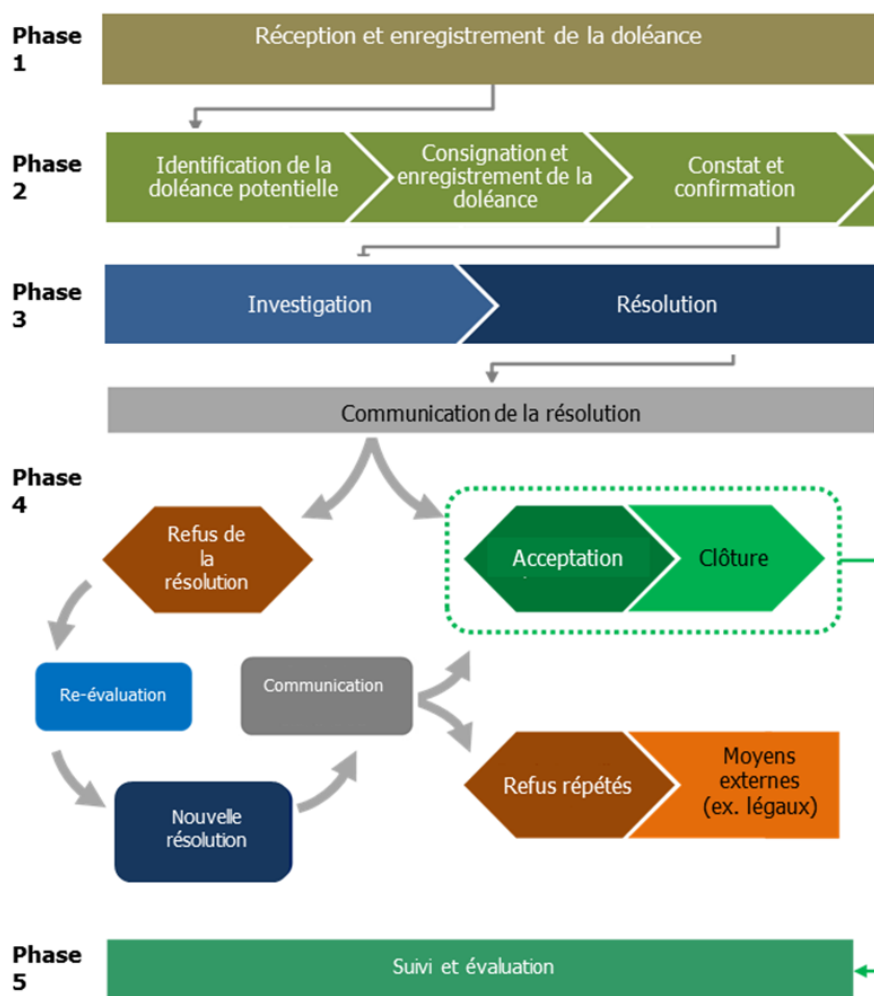 Phase
1
Réception et enregistrement de la doléance
Phase
2
Identification de la
doléance potentielle
Consignation et
enregistrement de la
doléance
Constat et
confirmation
Phase
3
Investigation
Résolution
Communication de la résolution
Phase
4
Refus de
la
résolution
Acceptation
Clôture
Re-évaluation
Communication
Nouvelle
résolution
Refus répétés
Moyens
externes
(ex. légaux)
Phase
5
Suivi et évaluation